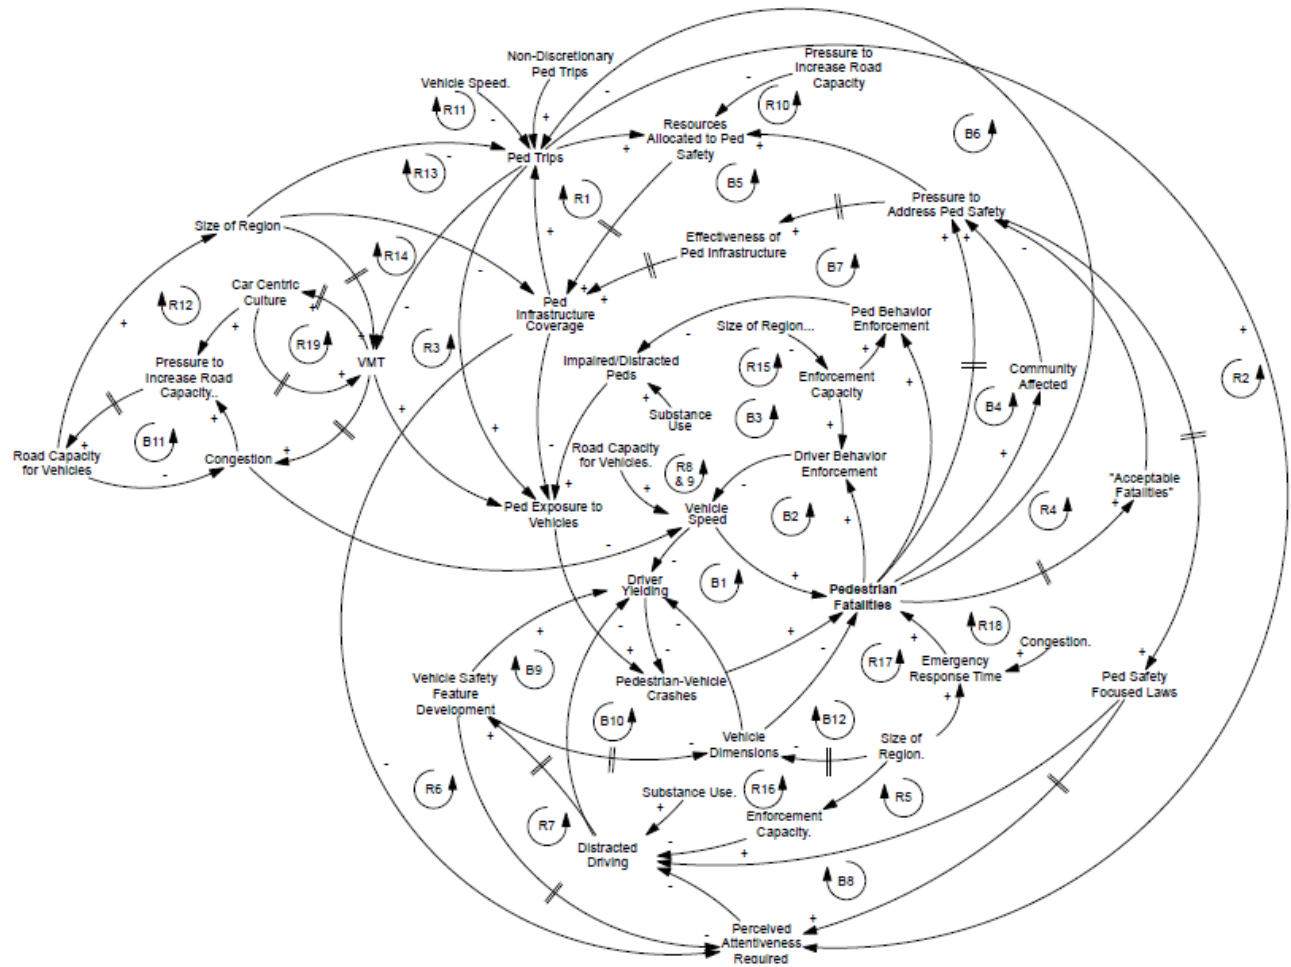 Non-Discretionary
Ped Trips
Pressure to
Increase Road
Capacity
Vehicle Speed.
R11
R10
Resources
Allocated to Ped
Safety
B6
Ped Trips
R13
B5
R1
Pressure to
Address Ped Safety
Size of Region
Effectiveness of
Ped Infrastructure
R14
B7
Car Centric
Culture
R12
Ped
Infrastructure
Coverage
Ped Behavior
Enforcement
Size of Region...
R19
R3
VMT
Impaired/Distracted
Peds
Pressure to
Increase Road
Capacity..
R15
Enforcement
Capacity
Community
Affected
R2
Substance
Use
B3
B4
B11
Road Capacity
for Vehicles
Congestion
Road Capacity
for Vehicles.
R8
& 9
Driver Behavior
Enforcement
"Acceptable
Fatalities"
Ped Exposure to
Vehicles
Vehicle
Speed
B2
R4
Driver
Yielding
B1
Pedestrian
Fatalities
R18
Congestion.
B9
Pedestrian-Vehicle
Crashes
R17
Emergency
Response Time
Ped Safety
Focused Laws
Vehicle Safety
Feature
Development
B10
B12
Vehicle
Dimensions
Size of
Region.
R6
Substance Use.
R16
R5
R7
Enforcement
Capacity.
Distracted
Driving
B8
Perceived
Attentiveness
Required